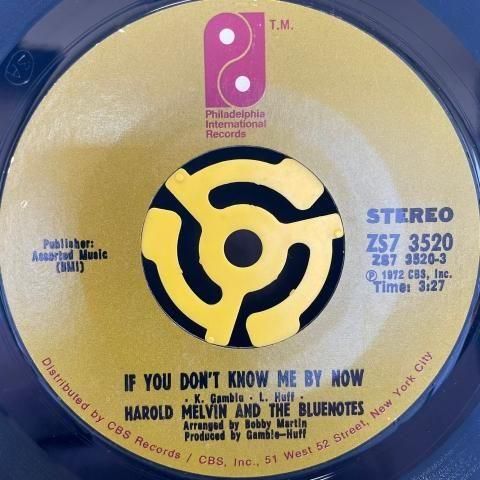 T.M.
Philadelphia
International
Records
Publisher:
Assorted Music
(BMI)
STEREO
ZS7 3520
ZS7 3520-3
℗ 1972 CBS, Inc.
Time: 3:27
IF YOU DON'T KNOW ME BY NOW
- K. Gamble - L. Huff -
HAROLD MELVIN AND THE BLUENOTES
Arranged by Bobby Martin
Produced by Gamble-Huff
Distributed by CBS Records / CBS, Inc., 51 West 52 Street, New York City